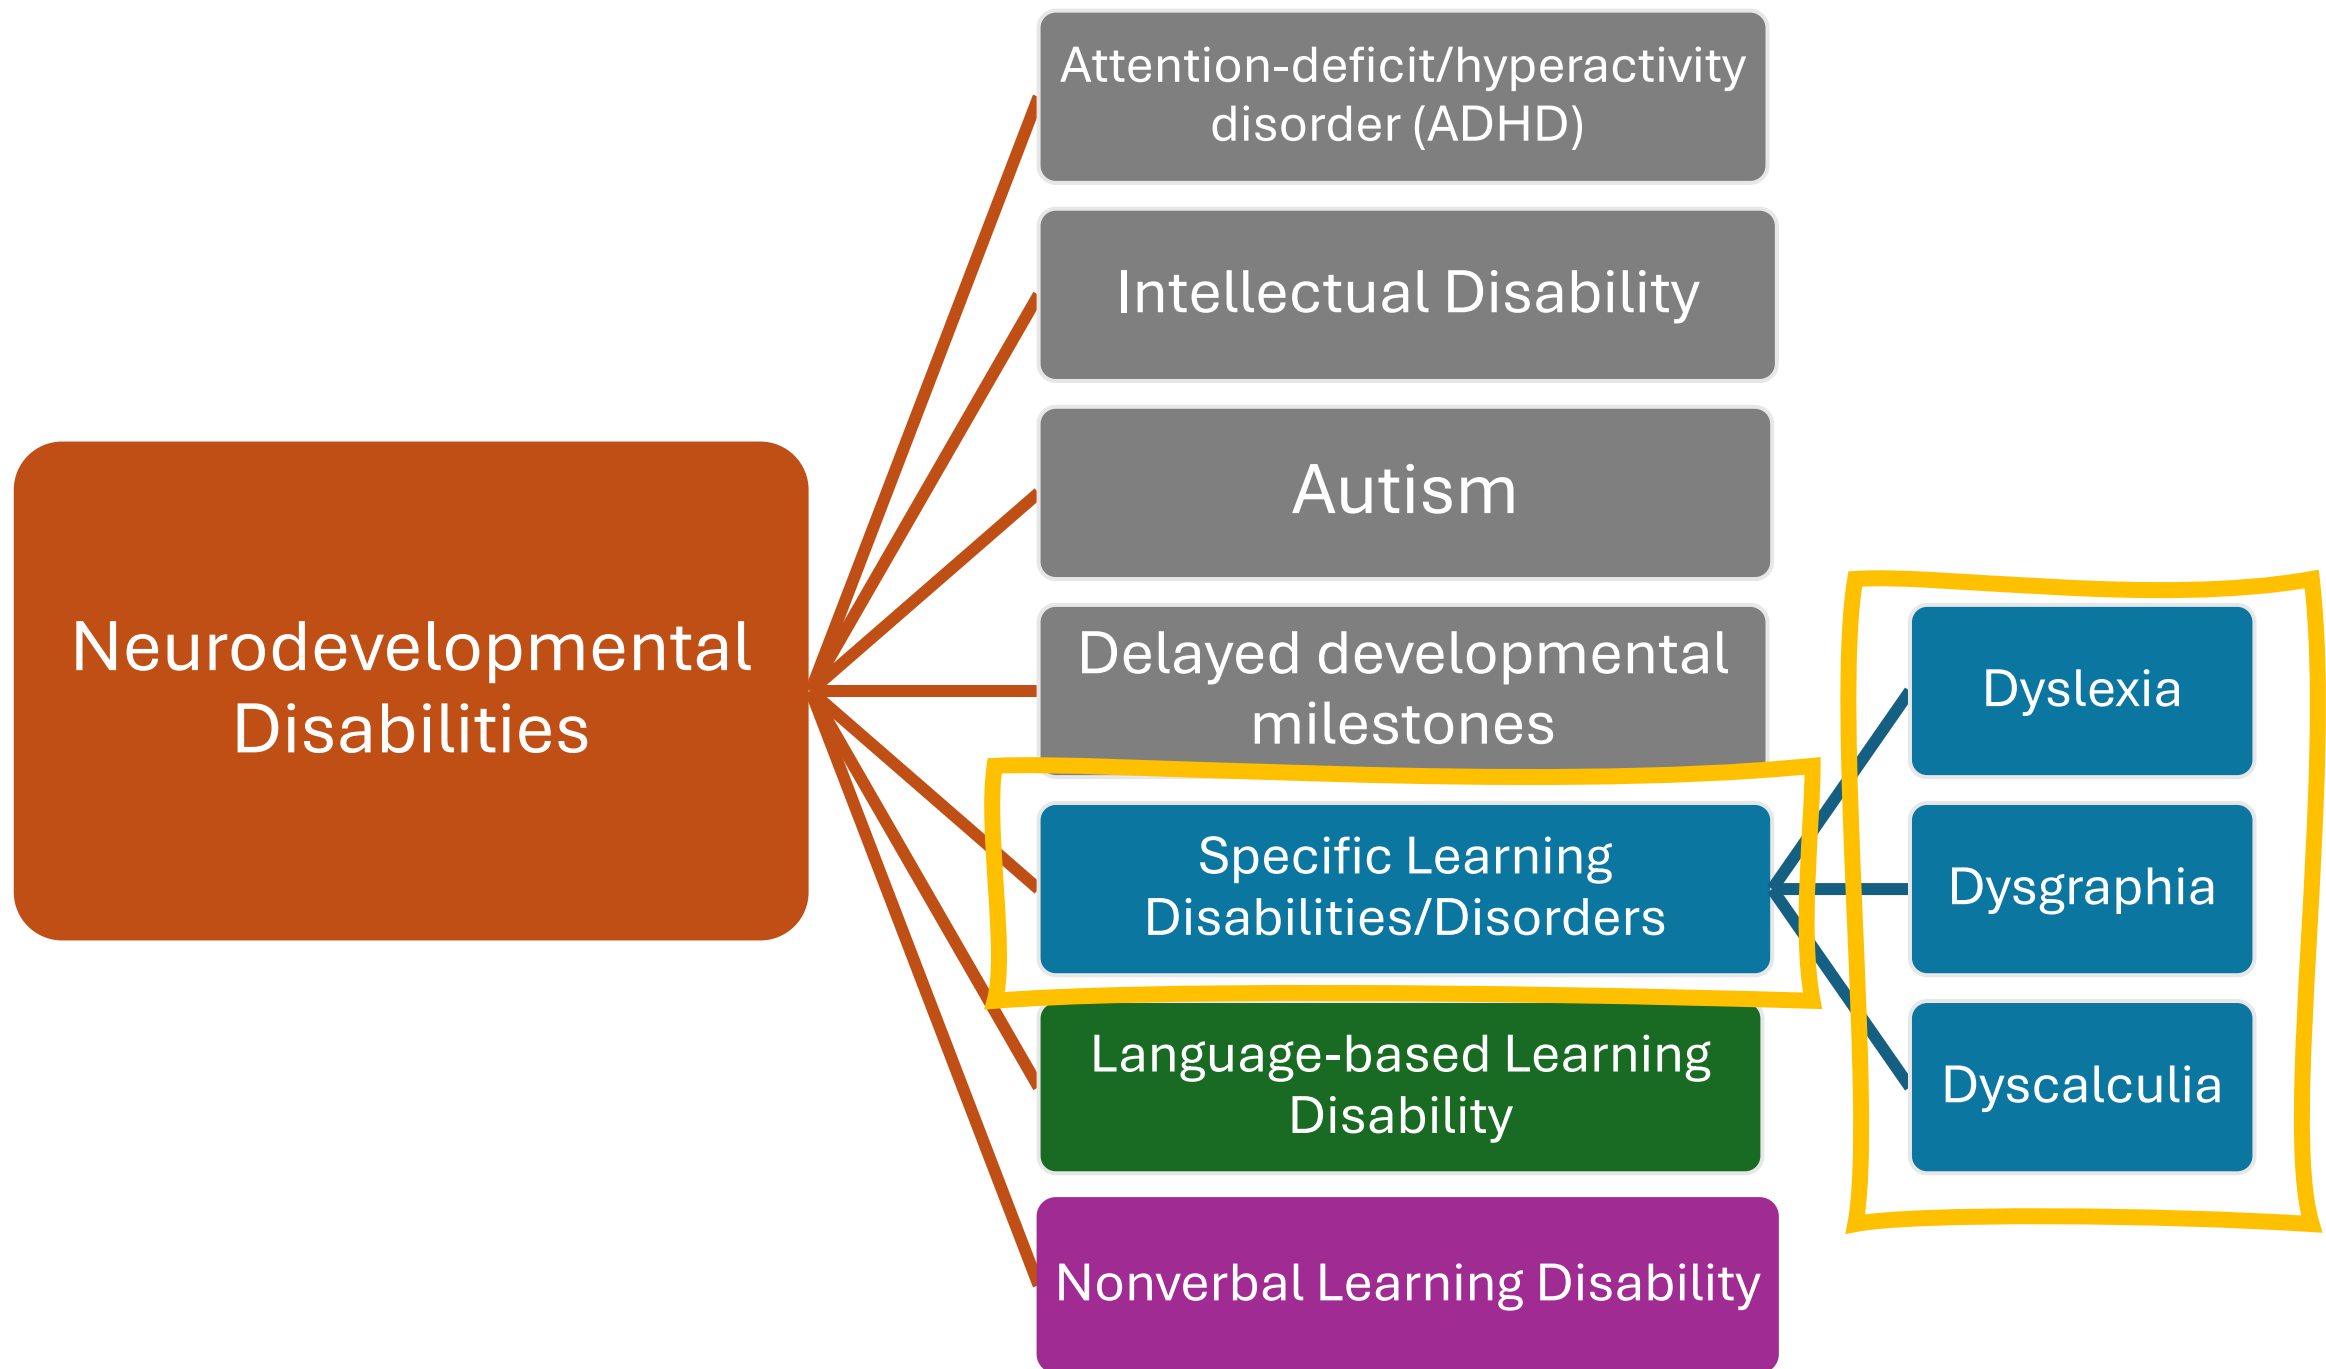 Neurodevelopmental
Disabilities
Attention-deficit/hyperactivity
disorder (ADHD)
Intellectual Disability
Autism
Delayed developmental
milestones
Specific Learning
Disabilities/Disorders
Language-based Learning
Disability
Nonverbal Learning Disability
Dyslexia
Dysgraphia
Dyscalculia